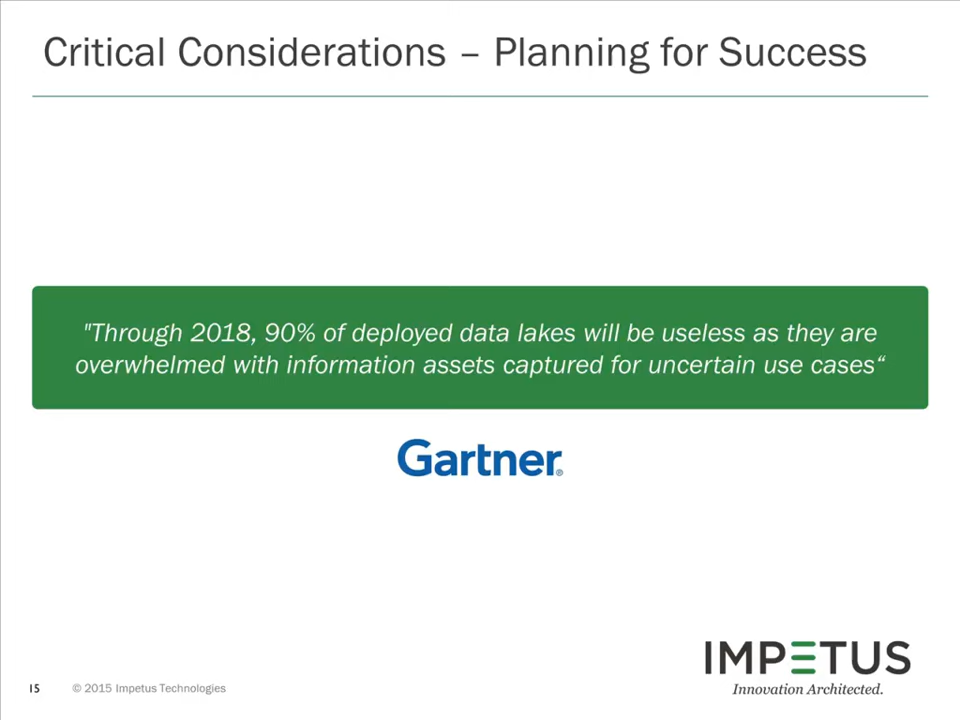 Critical Considerations – Planning for Success
"Through 2018, 90% of deployed data lakes will be useless as they are
overwhelmed with information assets captured for uncertain use cases“
Gartner®
IMPETUS
Innovation Architected.
15 © 2015 Impetus Technologies